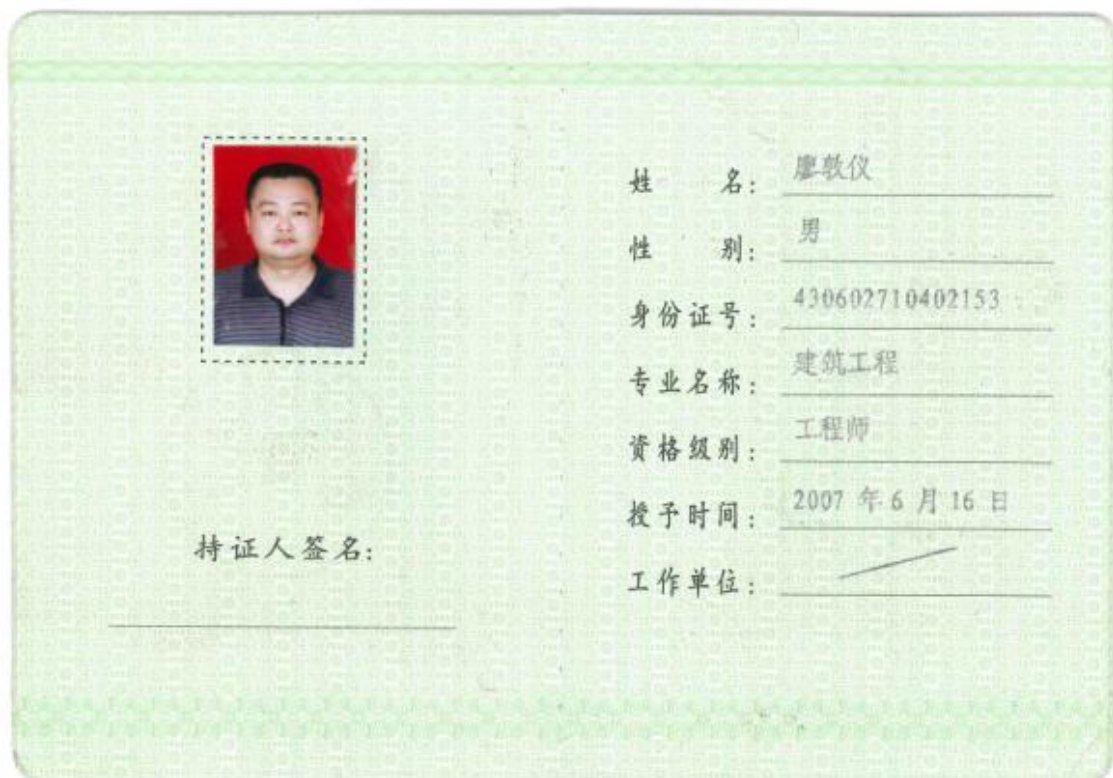 持证人签名:
姓 名: 廖敦仪
性 别: 男
身份证号: 430602710402153
专业名称: 建筑工程
资格级别: 工程师
授予时间: 2007 年 6 月 16 日
工作单位: